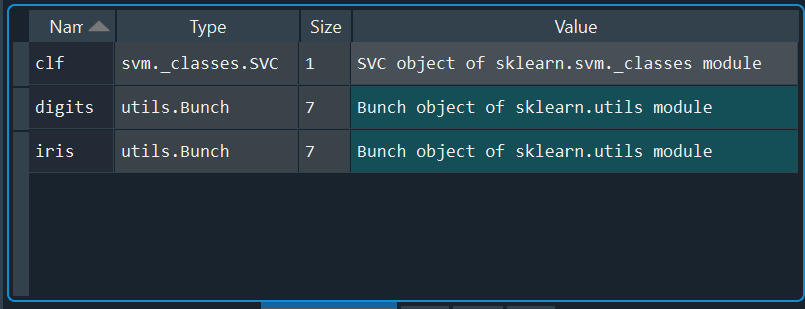 Nam Type Size Value
clf svm._classes.SVC 1 SVC object of sklearn.svm._classes module
digits utils.Bunch 7 Bunch object of sklearn.utils module
iris utils.Bunch 7 Bunch object of sklearn.utils module